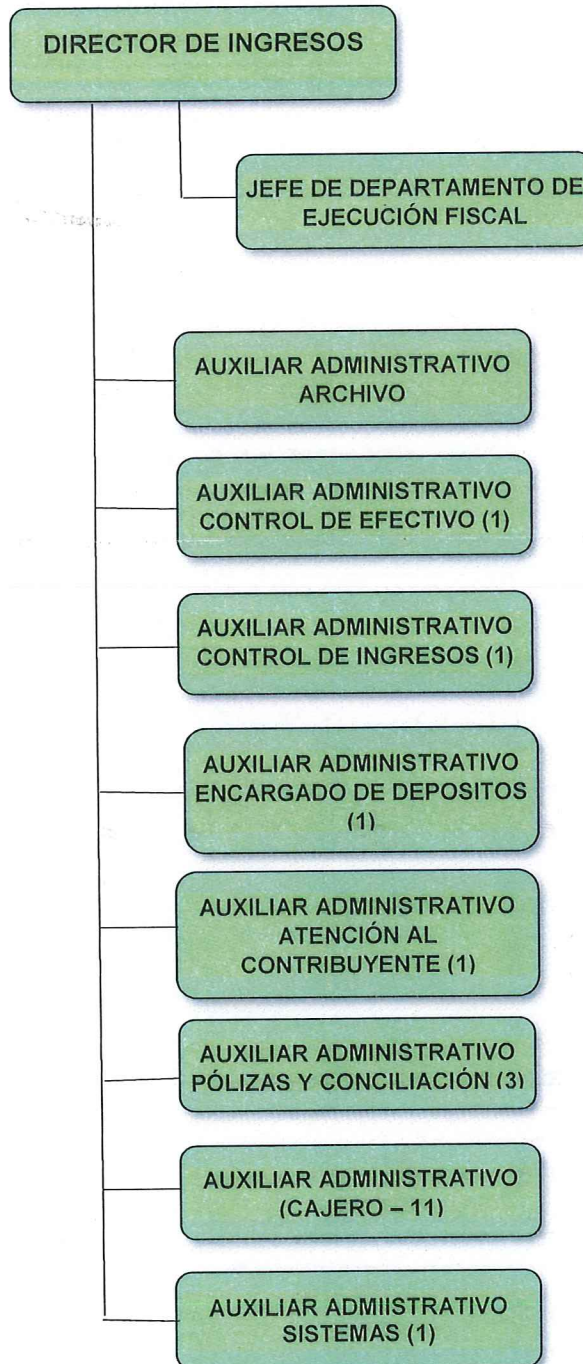 DIRECTOR DE INGRESOS
JEFE DE DEPARTAMENTO DE
EJECUCIÓN FISCAL
AUXILIAR ADMINISTRATIVO
ARCHIVO
AUXILIAR ADMINISTRATIVO
CONTROL DE EFECTIVO (1)
AUXILIAR ADMINISTRATIVO
CONTROL DE INGRESOS (1)
AUXILIAR ADMINISTRATIVO
ENCARGADO DE DEPOSITOS
(1)
AUXILIAR ADMINISTRATIVO
ATENCIÓN AL
CONTRIBUYENTE (1)
AUXILIAR ADMINISTRATIVO
PÓLIZAS Y CONCILIACIÓN (3)
AUXILIAR ADMINISTRATIVO
(CAJERO – 11)
AUXILIAR ADMIISTRATIVO
SISTEMAS (1)